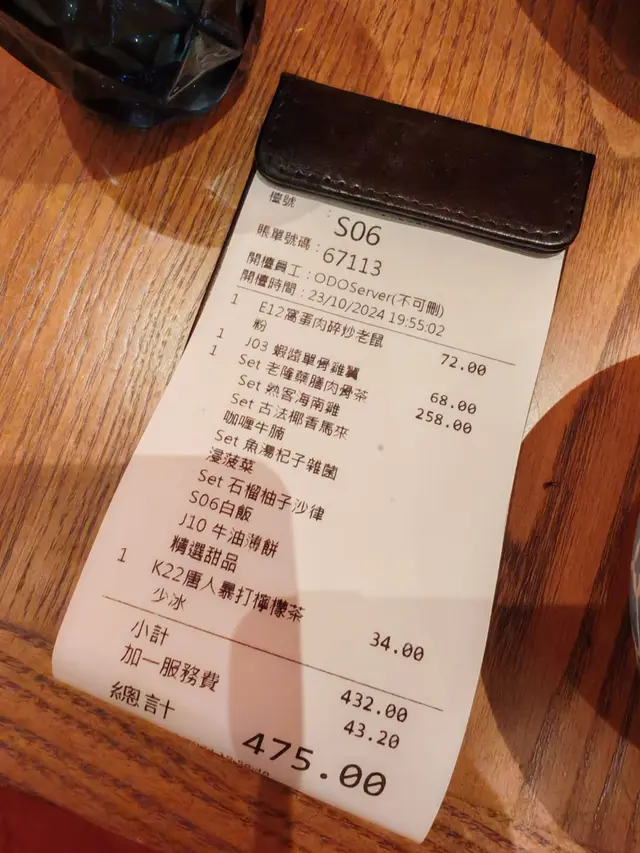 檯號 : S06
賬單號碼 : 67113
開檯員工 : ODOServer(不可刪)
開檯時間 : 23/10/2024 19:55:02
1 E12窩蛋肉碎炒老鼠粉 72.00
1 J03 蝦醬單骨雞翼 68.00
1 Set 老隆藥膳肉骨茶 258.00
Set 熟客海南雞
Set 古法椰香馬來
咖喱牛腩
Set 魚湯杞子雜菌
浸菠菜
Set 石榴柚子沙律
S06白飯
J10 牛油薄餅
精選甜品
1 K22唐人暴打檸檬茶 34.00
少冰
小計 432.00
加一服務費 43.20
總計 475.00